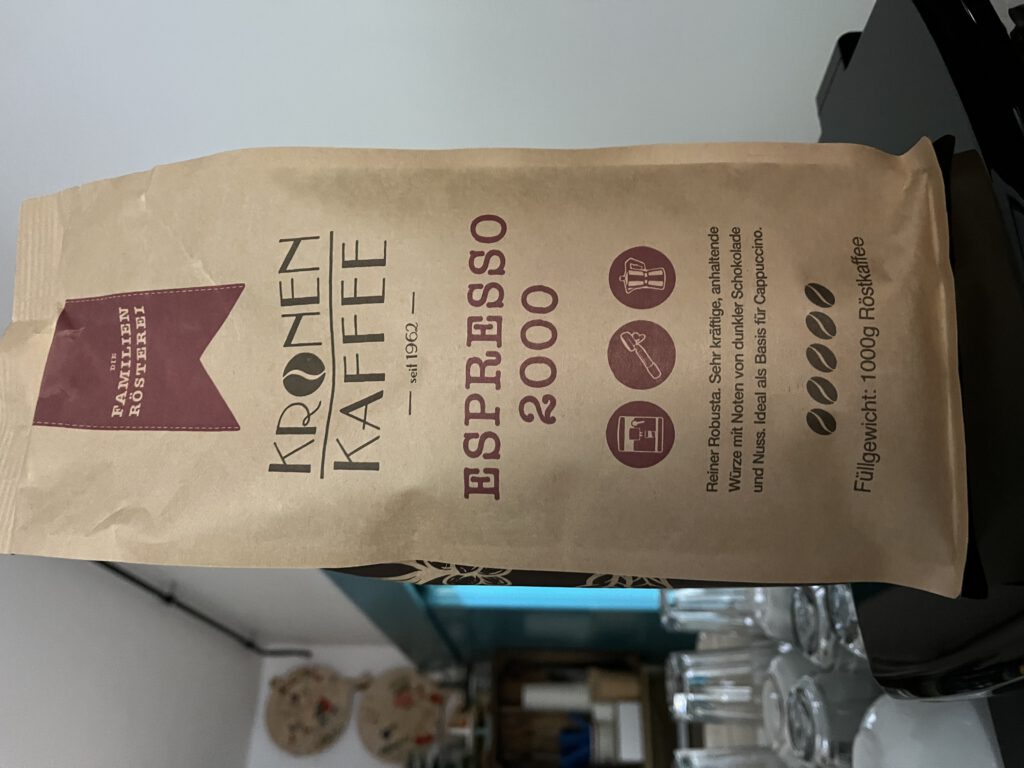 DIE
FAMILIEN
RÖSTEREI
KRONEN
KAFFEE
— seit 1962 —
ESPRESSO
2000
Reiner Robusta. Sehr kräftige, anhaltende
Würze mit Noten von dunkler Schokolade
und Nuss. Ideal als Basis für Cappuccino.
Füllgewicht: 1000g Röstkaffee